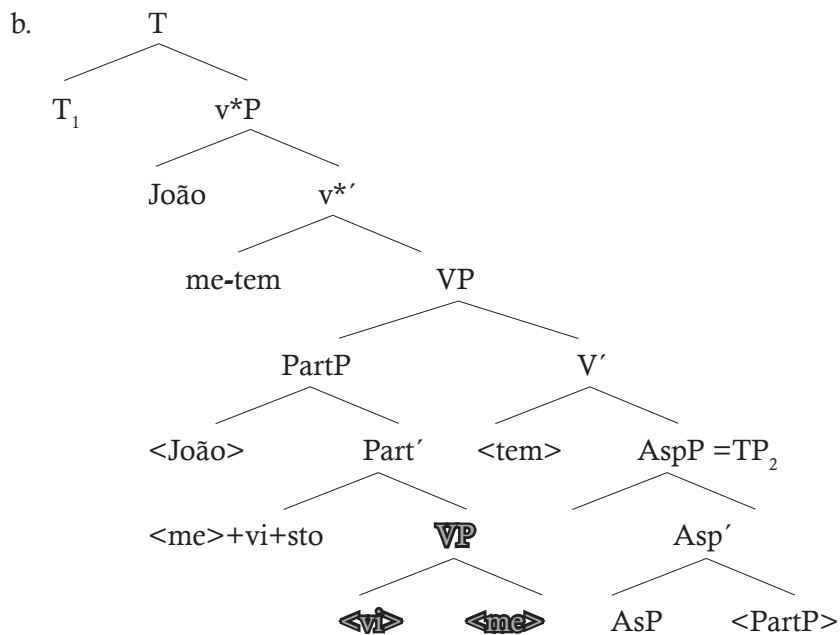 b. T
T₁ v*P
João v*´
me-tem VP
PartP V´
<João> Part´ <tem> AspP =TP₂
<me>+vi+sto VP Asp´
<vi> <me> AsP <PartP>